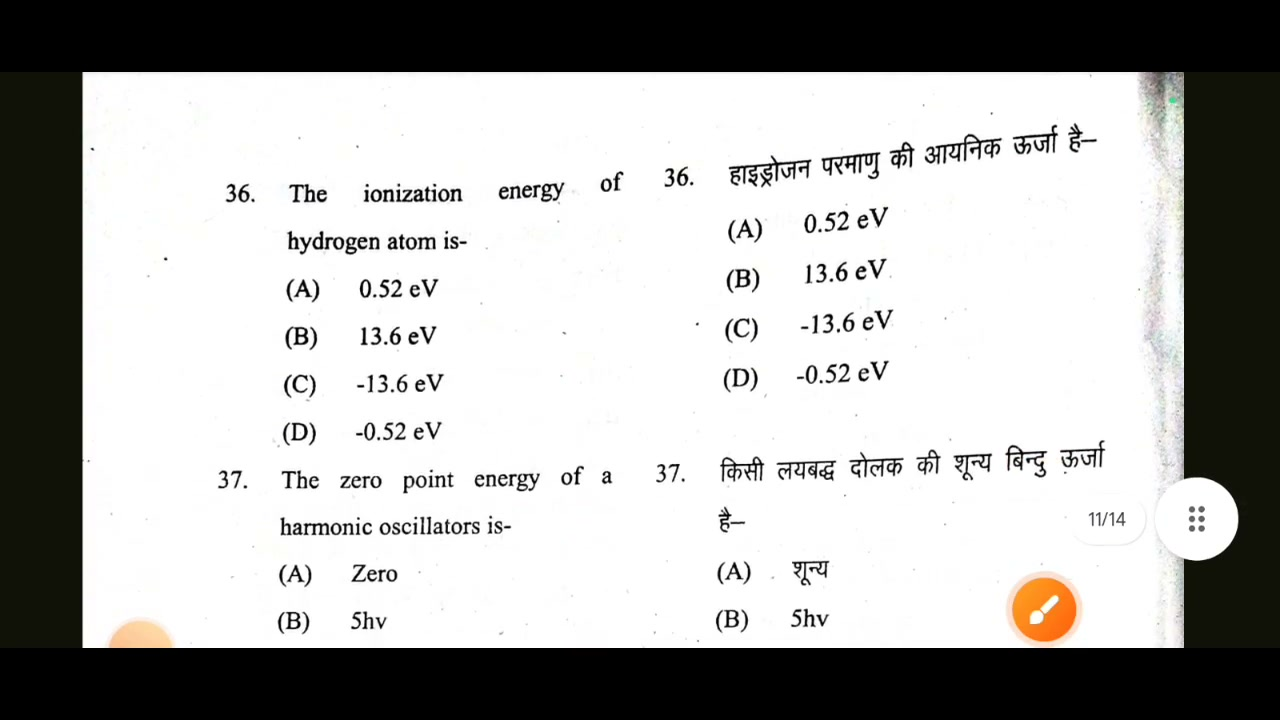 36. The ionization energy of
hydrogen atom is-
(A) 0.52 eV
(B) 13.6 eV
(C) -13.6 eV
(D) -0.52 eV
37. The zero point energy of a
harmonic oscillators is-
(A) Zero
(B) 5hv
36. हाइड्रोजन परमाणु की आयनिक ऊर्जा है–
(A) 0.52 eV
(B) 13.6 eV
(C) -13.6 eV
(D) -0.52 eV
37. किसी लयबद्ध दोलक की शून्य बिन्दु ऊर्जा
है–
(A) शून्य
(B) 5hv
11/14